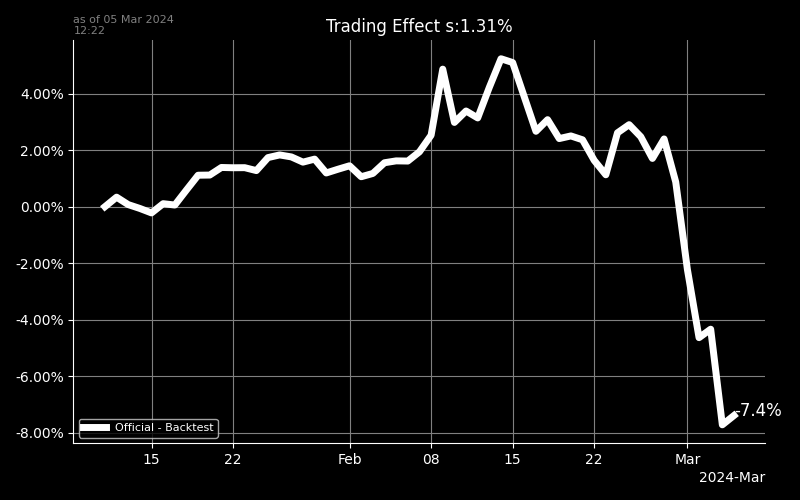 as of 05 Mar 2024
12:22
Trading Effect s:1.31%
4.00%
2.00%
0.00%
-2.00%
-4.00%
-6.00%
-8.00%
-7.4%
Official - Backtest
15 22 Feb 08 15 22 Mar
2024-Mar